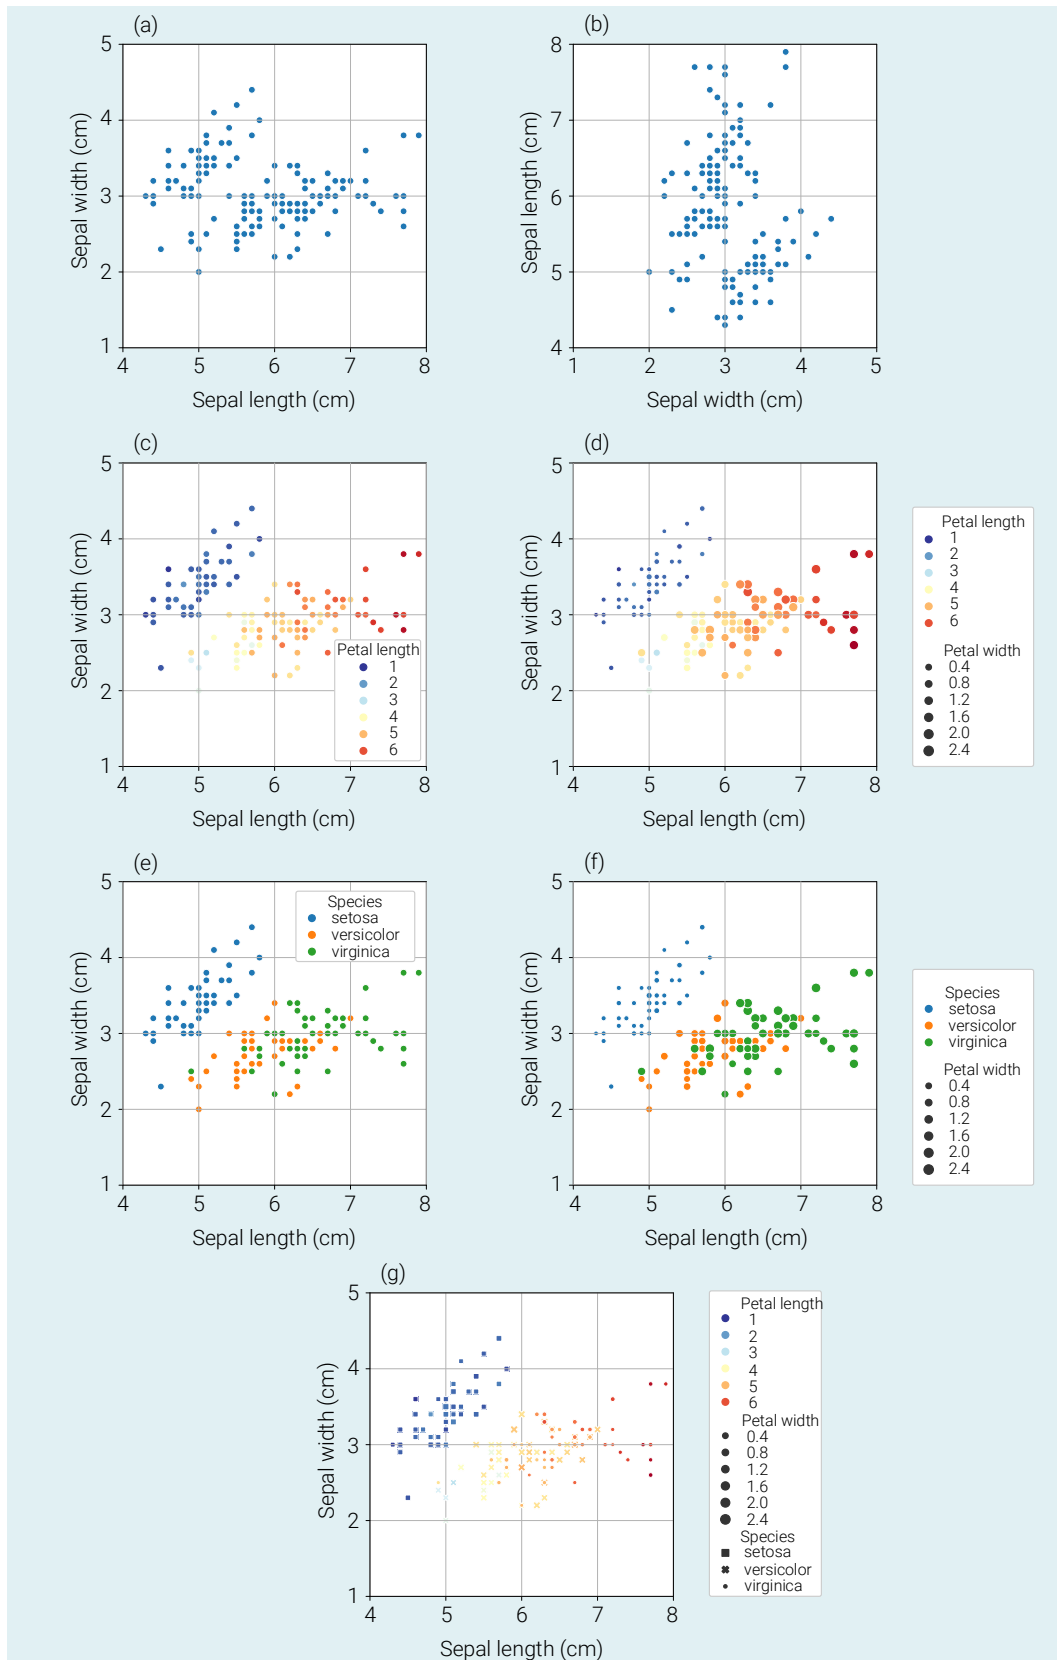 (a)
5
4
3
2
1
4 5 6 7 8
Sepal width (cm)
Sepal length (cm)
(b)
8
7
6
5
4
1 2 3 4 5
Sepal length (cm)
Sepal width (cm)
(c)
5
4
3
2
1
4 5 6 7 8
Sepal width (cm)
Sepal length (cm)
Petal length
1
2
3
4
5
6
(d)
5
4
3
2
1
4 5 6 7 8
Sepal width (cm)
Sepal length (cm)
Petal length
1
2
3
4
5
6
Petal width
0.4
0.8
1.2
1.6
2.0
2.4
(e)
5
4
3
2
1
4 5 6 7 8
Sepal width (cm)
Sepal length (cm)
Species
setosa
versicolor
virginica
(f)
5
4
3
2
1
4 5 6 7 8
Sepal width (cm)
Sepal length (cm)
Species
setosa
versicolor
virginica
Petal width
0.4
0.8
1.2
1.6
2.0
2.4
(g)
5
4
3
2
1
4 5 6 7 8
Sepal width (cm)
Sepal length (cm)
Petal length
1
2
3
4
5
6
Petal width
0.4
0.8
1.2
1.6
2.0
2.4
Species
setosa
versicolor
virginica